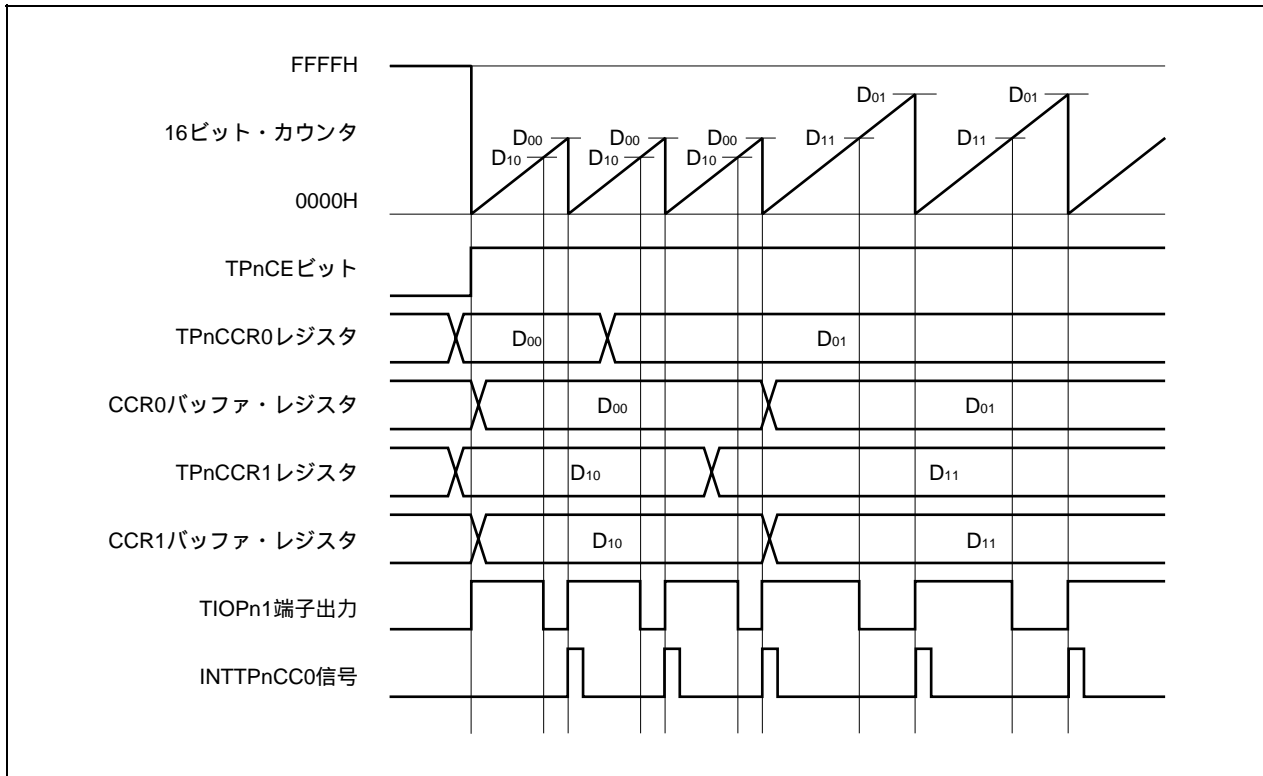 FFFFH
D01 D01
16ビット・カウンタ D00 D00 D00 D11 D11
D10 D10 D10
0000H
TPnCEビット
TPnCCR0レジスタ D00 D01
CCR0バッファ・レジスタ D00 D01
TPnCCR1レジスタ D10 D11
CCR1バッファ・レジスタ D10 D11
TIOPn1端子出力
INTTPnCC0信号